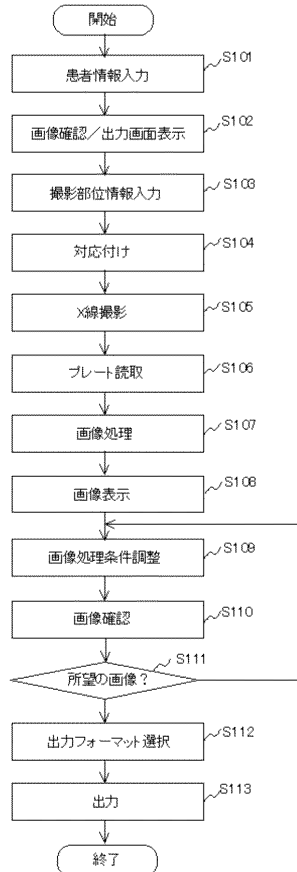 開始
患者情報入力
S101
画像確認／出力画面表示
S102
撮影部位情報入力
S103
対応付け
S104
X線撮影
S105
プレート読取
S106
画像処理
S107
画像表示
S108
画像処理条件調整
S109
画像確認
S110
所望の画像？
S111
出力フォーマット選択
S112
出力
S113
終了